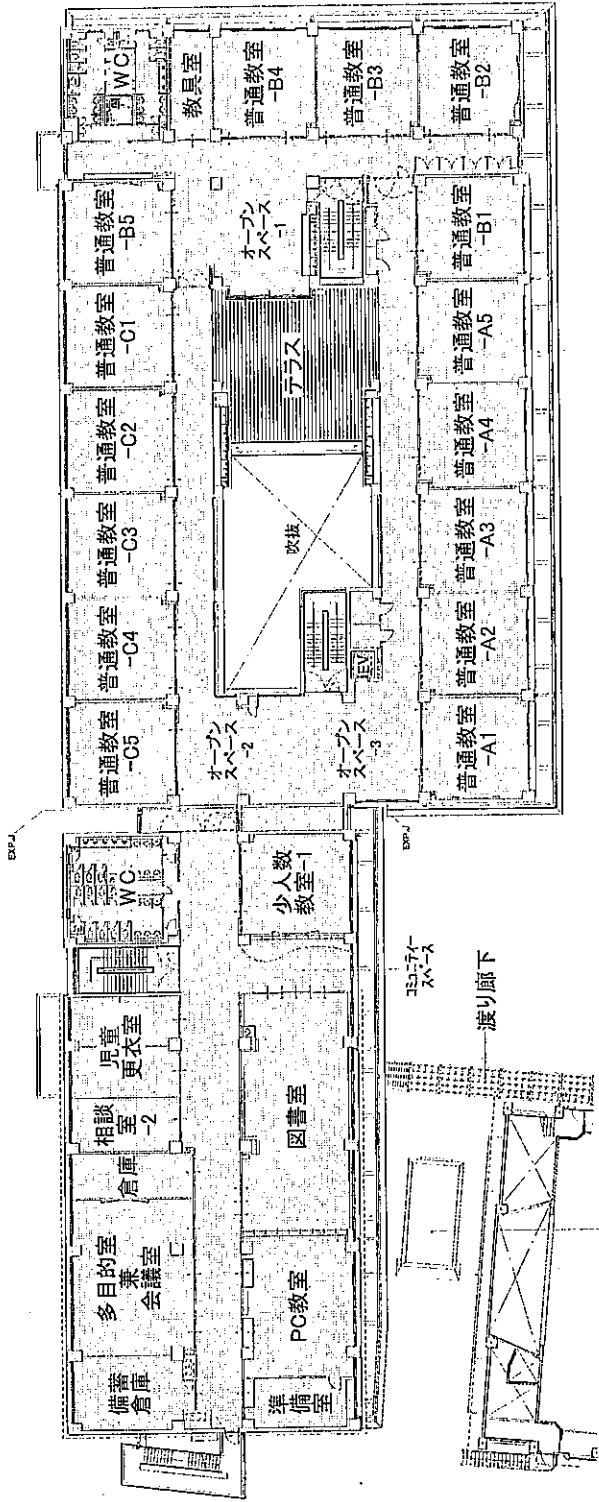 備蓄
倉庫
多目的室
兼
会議室
倉庫
相談
室
-2
児童
更衣室
WC
普通教室
-C5
普通教室
-C4
普通教室
-C3
普通教室
-C2
普通教室
-C1
普通教室
-B5
WC
教具室
普通教室
-B4
普通教室
-B3
普通教室
-B2
オープン
スペース
-1
テラス
吹抜
オープン
スペース
-2
オープン
スペース
-3
EV
普通教室
-A1
普通教室
-A2
普通教室
-A3
普通教室
-A4
普通教室
-A5
普通教室
-B1
準備
室
PC教室
図書室
少人数
教室-1
EXP.J
EXP.J
コミュニティー
スペース
渡り廊下